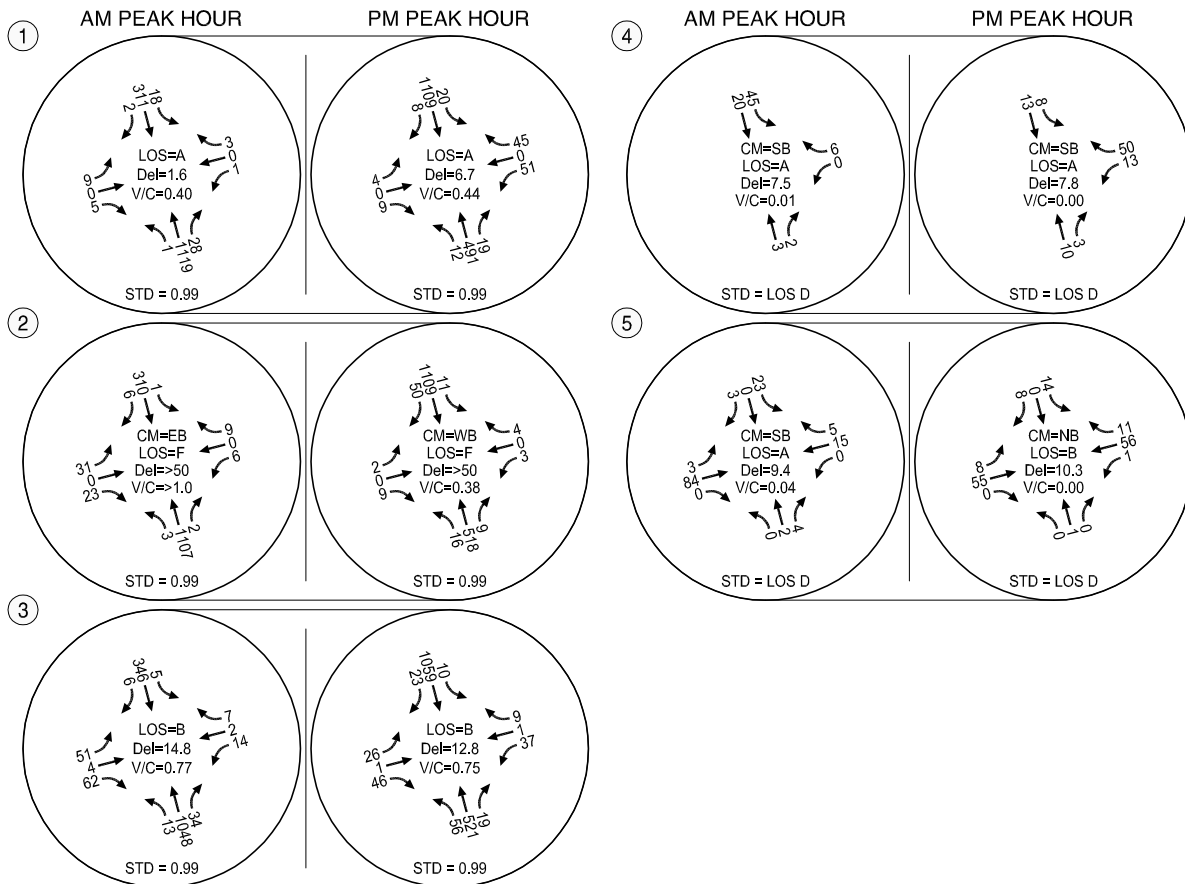 AM PEAK HOUR
PM PEAK HOUR
1
2
311
18
3
0
1
9
0
5
LOS=A
Del=1.6
V/C=0.40
1
1119
28
STD = 0.99
8
1109
20
45
0
51
4
0
9
LOS=A
Del=6.7
V/C=0.44
12
491
19
STD = 0.99
2
6
310
1
9
0
6
31
0
23
CM=EB
LOS=F
Del=>50
V/C=>1.0
3
1107
2
STD = 0.99
50
1109
11
4
0
3
2
0
9
CM=WB
LOS=F
Del=>50
V/C=0.38
16
518
9
STD = 0.99
3
6
346
5
7
2
14
51
4
62
LOS=B
Del=14.8
V/C=0.77
13
1048
34
STD = 0.99
23
1059
10
9
1
37
26
1
46
LOS=B
Del=12.8
V/C=0.75
56
521
19
STD = 0.99
AM PEAK HOUR
PM PEAK HOUR
4
20
45
6
0
CM=SB
LOS=A
Del=7.5
V/C=0.01
3
2
STD = LOS D
13
8
50
13
CM=SB
LOS=A
Del=7.8
V/C=0.00
10
3
STD = LOS D
5
3
0
23
5
15
0
3
84
0
CM=SB
LOS=A
Del=9.4
V/C=0.04
0
2
4
STD = LOS D
8
0
14
11
56
1
8
55
0
CM=NB
LOS=B
Del=10.3
V/C=0.00
0
1
0
STD = LOS D